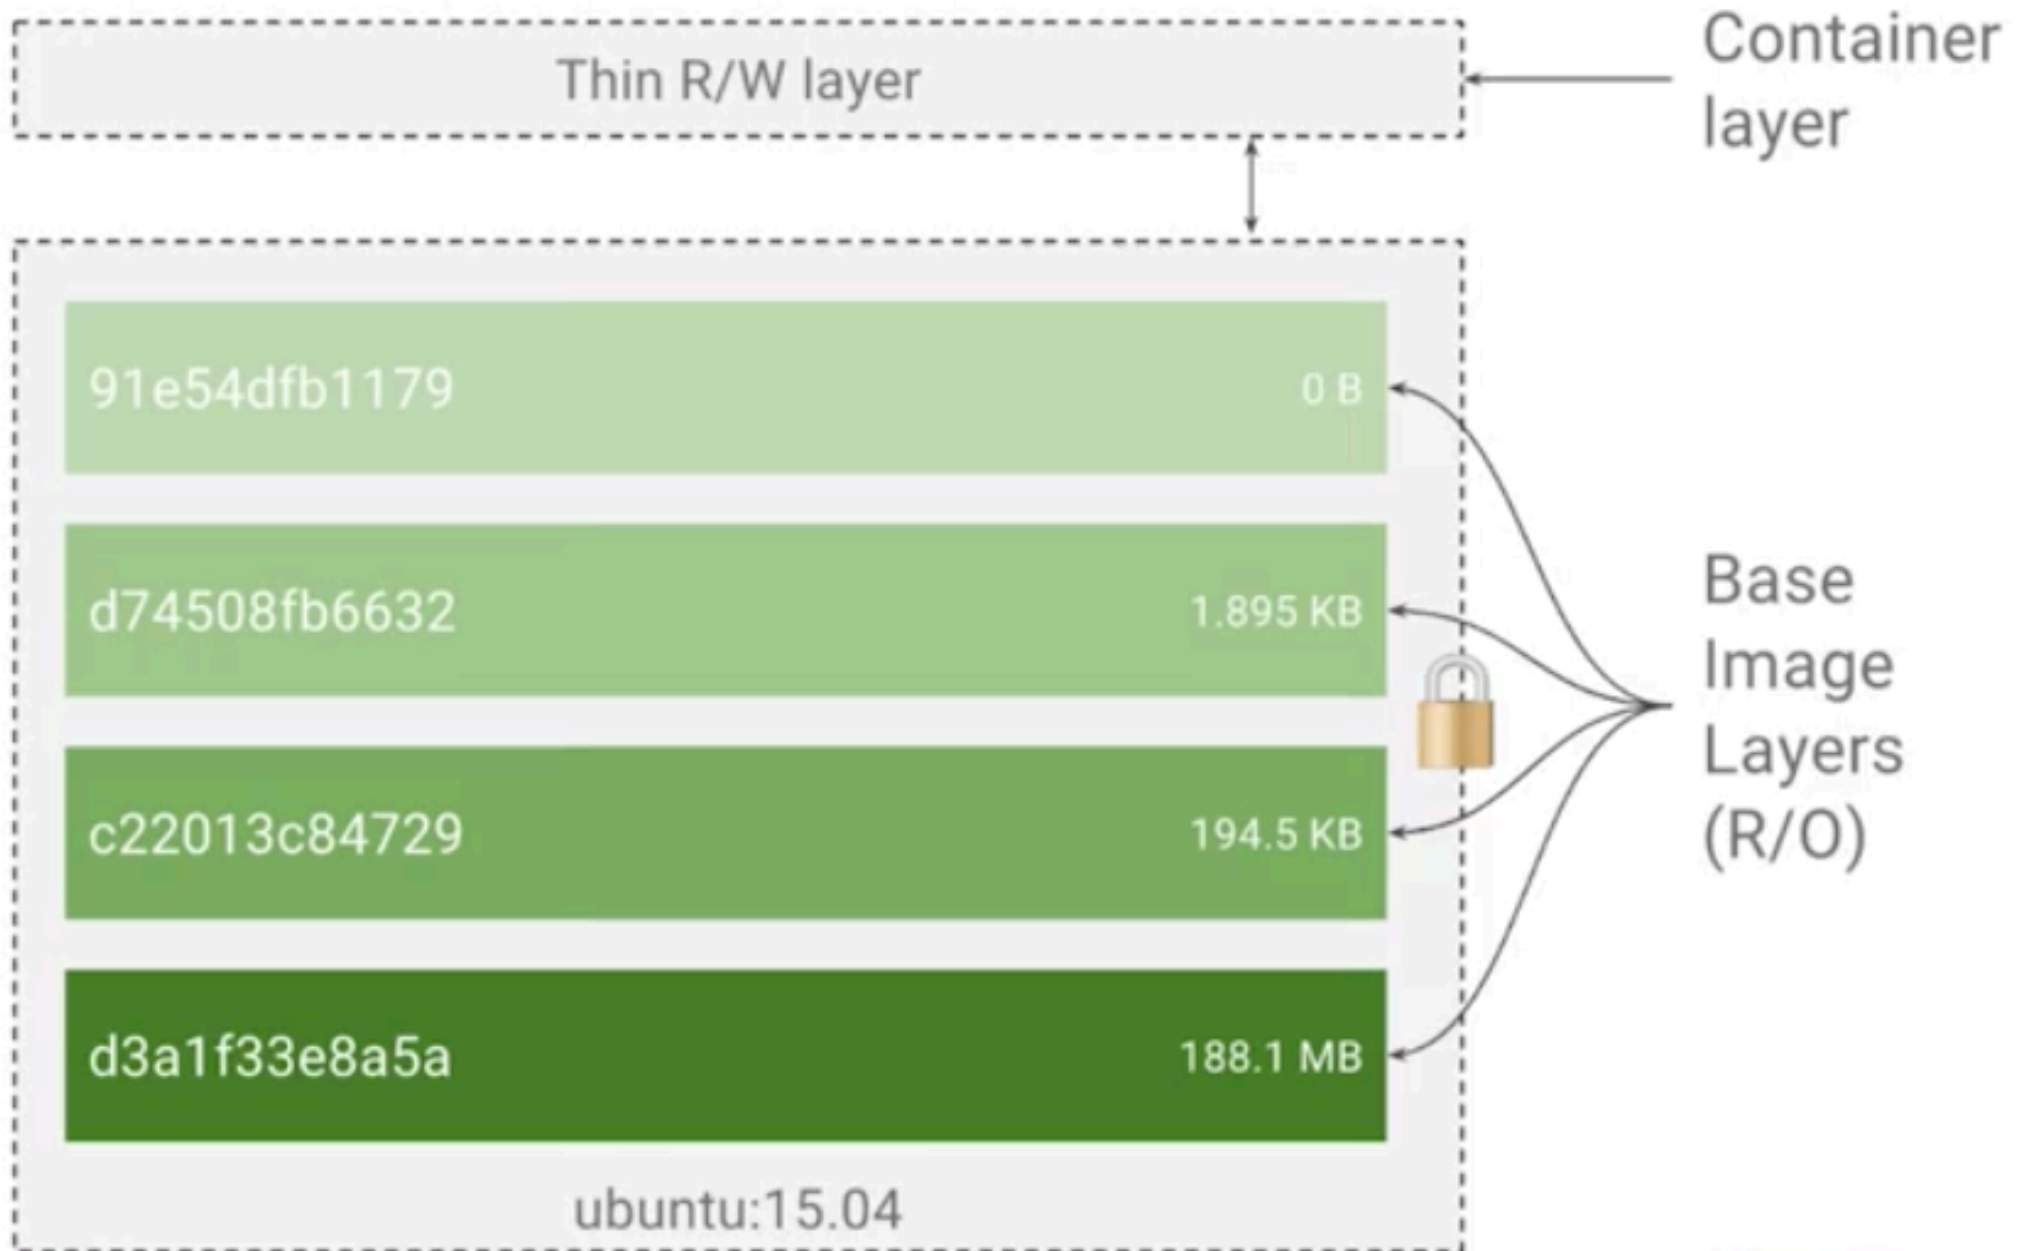 Thin R/W layer
Container
layer
91e54dfb1179
0 B
d74508fb6632
1.895 KB
c22013c84729
194.5 KB
d3a1f33e8a5a
188.1 MB
Base
Image
Layers
(R/O)
ubuntu:15.04